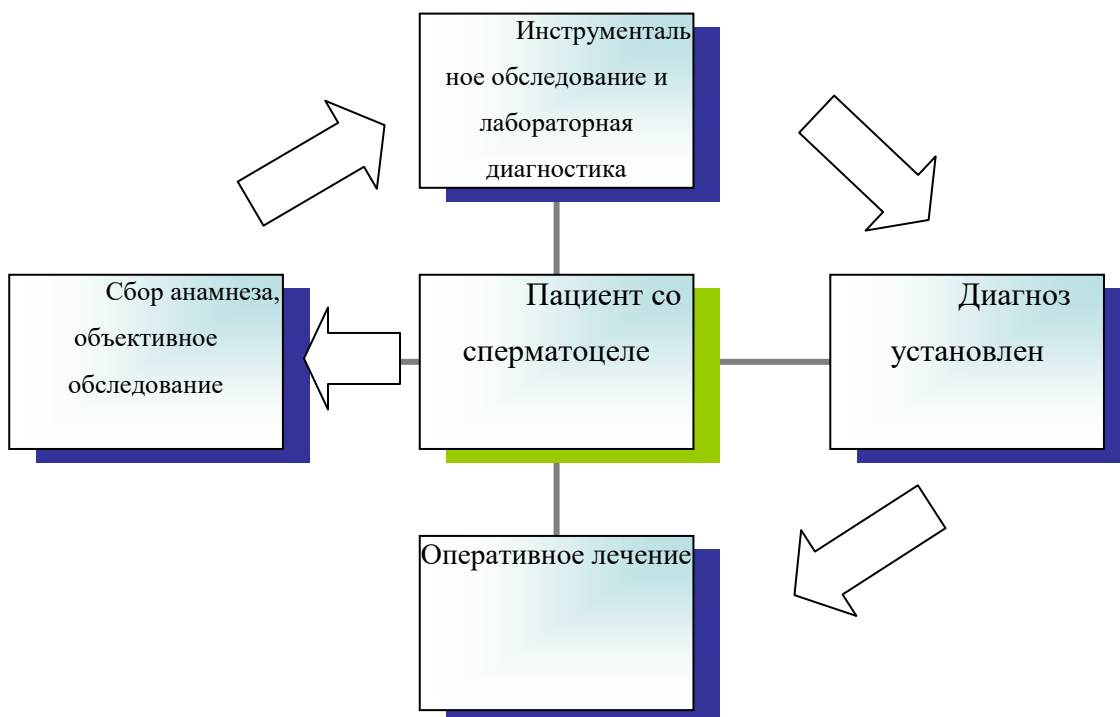 Инструменталь
ное обследование и
лабораторная
диагностика
Сбор анамнеза,
объективное
обследование
Пациент со
сперматоцеле
Диагноз
установлен
Оперативное лечение